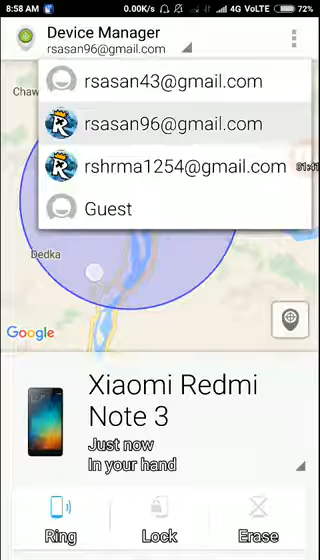 8:58 AM 0.00K/s 4G VoLTE 72%
Device Manager
rsasan96@gmail.com
Chaw
rsasan43@gmail.com
rsasan96@gmail.com
rshrma1254@gmail.com
01:41
Guest
Dedka
Google
Xiaomi Redmi
Note 3
Just now
In your hand
Ring Lock Erase